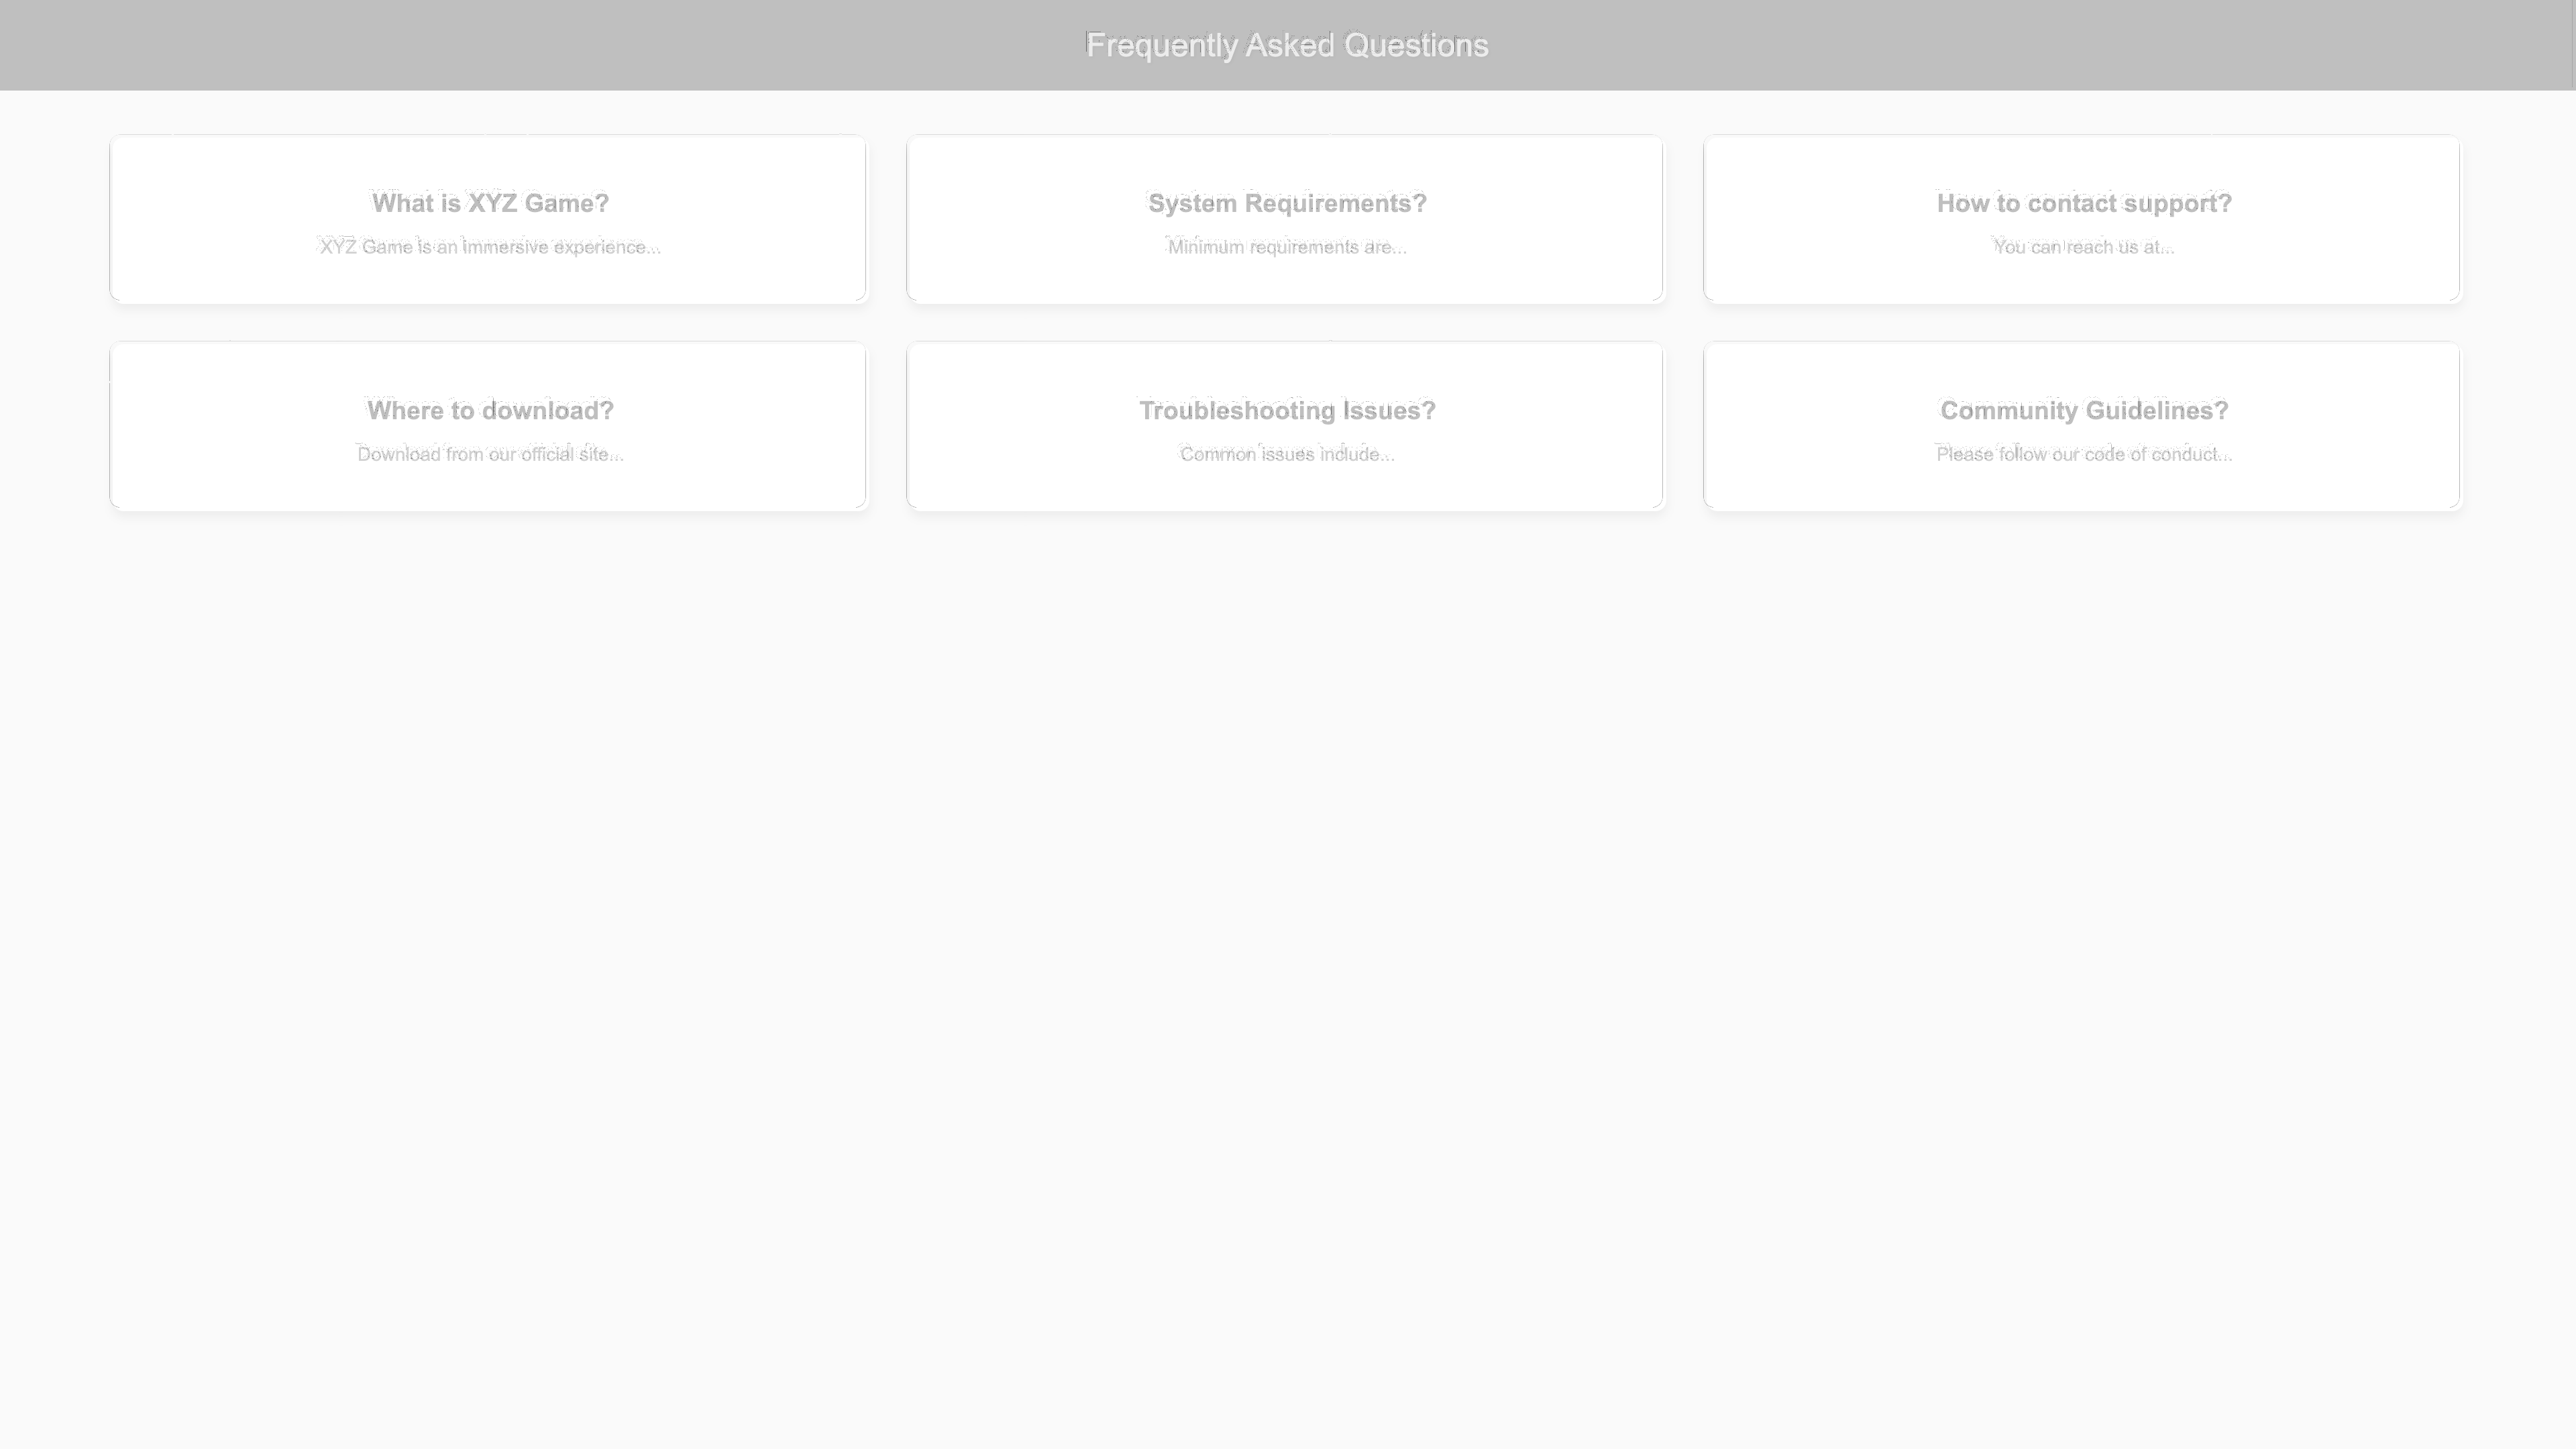 Frequently Asked Questions
What is XYZ Game?
XYZ Game is an immersive experience...
System Requirements?
Minimum requirements are...
How to contact support?
You can reach us at...
Where to download?
Download from our official site...
Troubleshooting Issues?
Common issues include...
Community Guidelines?
Please follow our code of conduct...